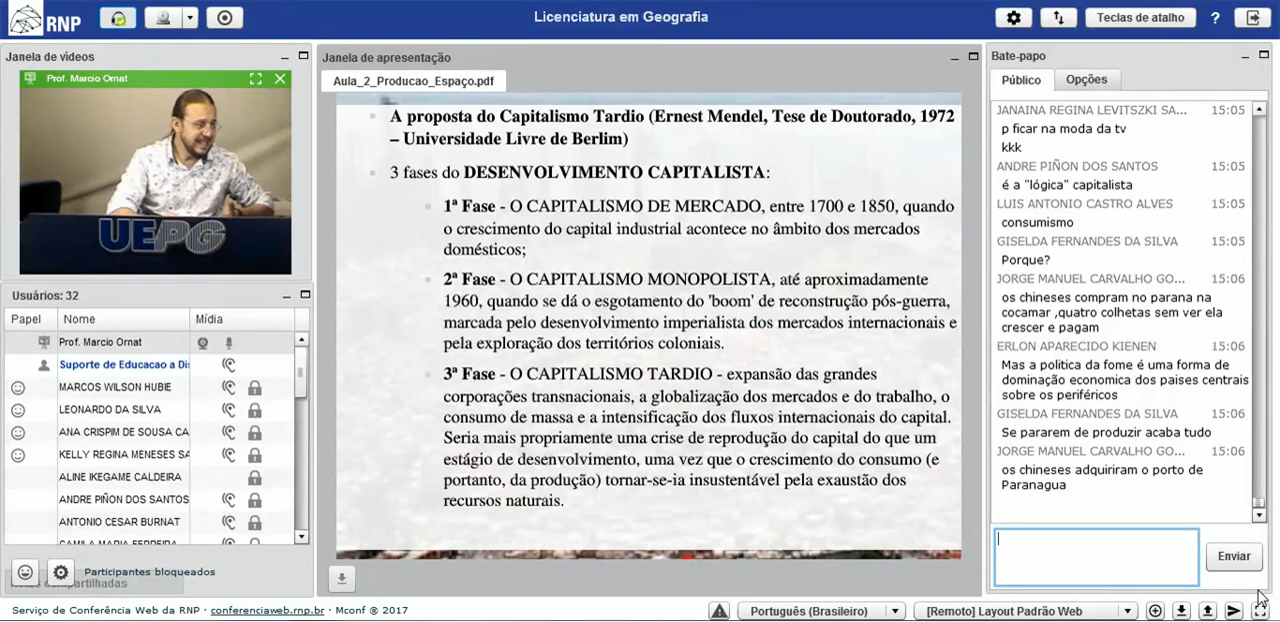 RNP
Licenciatura em Geografia
Teclas de atalho
?
Janela de vídeos
Prof. Marcio Ornat
UEPG
Usuários: 32
Papel Nome Mídia
Prof. Marcio Ornat
Suporte de Educacao a Di
MARCOS WILSON HUBIE
LEONARDO DA SILVA
ANA CRISPIM DE SOUSA CA
KELLY REGINA MENESES SA
ALINE IKEGAME CALDEIRA
ANDRE PIÑON DOS SANTOS
ANTONIO CESAR BURNAT
CAMILA MARIA FERREIRA
Participantes bloqueados
Notas compartilhadas
Janela de apresentação
Aula_2_Producao_Espaço.pdf
A proposta do Capitalismo Tardio (Ernest Mendel, Tese de Doutorado, 1972
– Universidade Livre de Berlim)
3 fases do DESENVOLVIMENTO CAPITALISTA:
1ª Fase - O CAPITALISMO DE MERCADO, entre 1700 e 1850, quando
o crescimento do capital industrial acontece no âmbito dos mercados
domésticos;
2ª Fase - O CAPITALISMO MONOPOLISTA, até aproximadamente
1960, quando se dá o esgotamento do 'boom' de reconstrução pós-guerra,
marcada pelo desenvolvimento imperialista dos mercados internacionais e
pela exploração dos territórios coloniais.
3ª Fase - O CAPITALISMO TARDIO - expansão das grandes
corporações transnacionais, a globalização dos mercados e do trabalho, o
consumo de massa e a intensificação dos fluxos internacionais do capital.
Seria mais propriamente uma crise de reprodução do capital do que um
estágio de desenvolvimento, uma vez que o crescimento do consumo (e
portanto, da produção) tornar-se-ia insustentável pela exaustão dos
recursos naturais.
Bate-papo
Público Opções
JANAINA REGINA LEVITSZKI SA... 15:05
p ficar na moda da tv
kkk
ANDRE PIÑON DOS SANTOS 15:05
é a "lógica" capitalista
LUIS ANTONIO CASTRO ALVES 15:05
consumismo
GISELDA FERNANDES DA SILVA 15:05
Porque?
JORGE MANUEL CARVALHO GO... 15:06
os chineses compram no parana na
cocamar ,quatro colhetas sem ver ela
crescer e pagam
ERLON APARECIDO KIENEN 15:06
Mas a politica da fome é uma forma de
dominação economica dos paises centrais
sobre os periféricos
GISELDA FERNANDES DA SILVA 15:06
Se pararem de produzir acaba tudo
JORGE MANUEL CARVALHO GO... 15:06
os chineses adquiriram o porto de
Paranagua
Enviar
Serviço de Conferência Web da RNP · conferenciaweb.rnp.br · Mconf ® 2017
Português (Brasileiro)
[Remoto] Layout Padrão Web